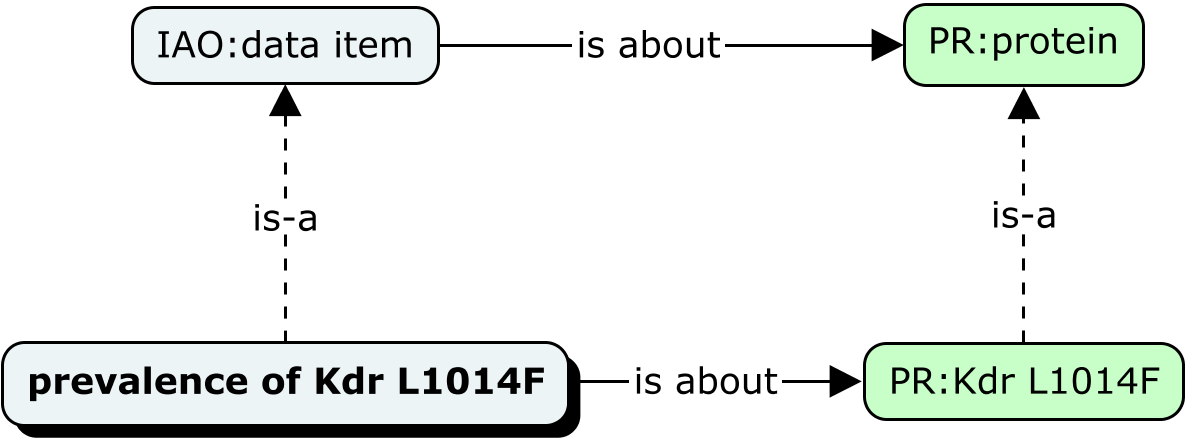 IAO:data item
is about
PR:protein
is-a
is-a
prevalence of Kdr L1014F
is about
PR:Kdr L1014F